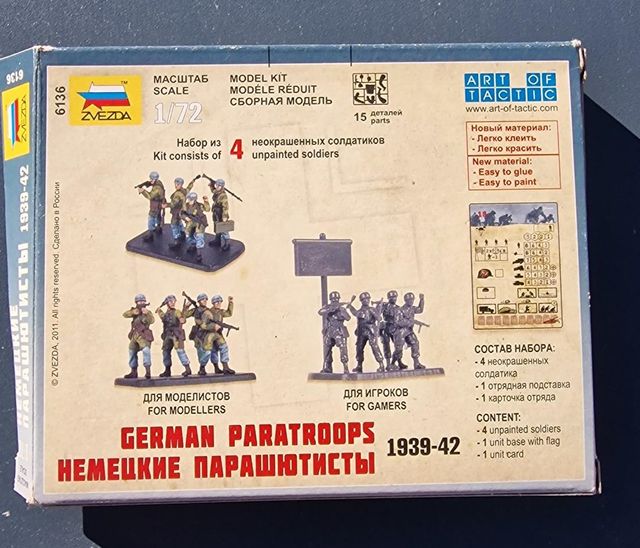 6136
6136
ZVEZDA
ZVEZDA
™
МАСШТАБ
SCALE
1/72
MODEL KIT
MODÈLE RÉDUIT
СБОРНАЯ МОДЕЛЬ
15 деталей
parts
ART OF
TACTIC
www.art-of-tactic.com
Набор из 4 неокрашенных солдатиков
Kit consists of unpainted soldiers
Новый материал:
- Легко клеить
- Легко красить
New material:
- Easy to glue
- Easy to paint
© ZVEZDA, 2011. All rights reserved. Сделано в России
ДЛЯ МОДЕЛИСТОВ
FOR MODELLERS
ДЛЯ ИГРОКОВ
FOR GAMERS
СОСТАВ НАБОРА:
- 4 неокрашенных
солдатика
- 1 отрядная подставка
- 1 карточка отряда
CONTENT:
- 4 unpainted soldiers
- 1 unit base with flag
- 1 unit card
GERMAN PARATROOPS
НЕМЕЦКИЕ ПАРАШЮТИСТЫ
1939-42
ПАРАШЮТИСТЫ 1939-42